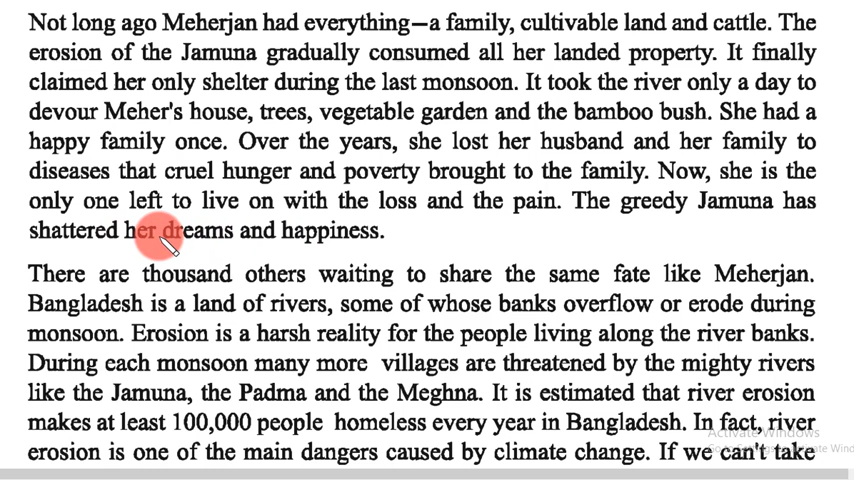 Not long ago Meherjan had everything—a family, cultivable land and cattle. The
erosion of the Jamuna gradually consumed all her landed property. It finally
claimed her only shelter during the last monsoon. It took the river only a day to
devour Meher's house, trees, vegetable garden and the bamboo bush. She had a
happy family once. Over the years, she lost her husband and her family to
diseases that cruel hunger and poverty brought to the family. Now, she is the
only one left to live on with the loss and the pain. The greedy Jamuna has
shattered her dreams and happiness.
There are thousand others waiting to share the same fate like Meherjan.
Bangladesh is a land of rivers, some of whose banks overflow or erode during
monsoon. Erosion is a harsh reality for the people living along the river banks.
During each monsoon many more villages are threatened by the mighty rivers
like the Jamuna, the Padma and the Meghna. It is estimated that river erosion
makes at least 100,000 people homeless every year in Bangladesh. In fact, river
Activate Windows
erosion is one of the main dangers caused by climate change. If we can't take